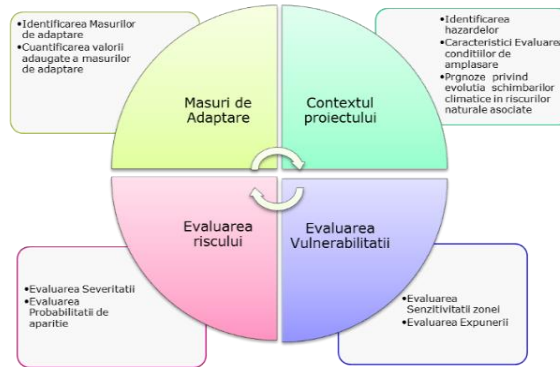 •Identificarea Masurilor
de adaptare
•Cuantificarea valorii
adaugate a masurilor
de adaptare
•Identificarea
hazardelor
•Caracteristici Evaluarea
conditiilor de
amplasare
•Prgnoze privind
evolutia schimbarilor
climatice in riscurilor
naturale asociate
Masuri de
Adaptare
Contextul
proiectului
Evaluarea
riscului
Evaluarea
Vulnerabilitatii
•Evaluarea Severitatii
•Evaluarea
Probabilitatii de
aparitie
•Evaluarea
Senzitivitatii zonei
•Evaluarea Expunerii